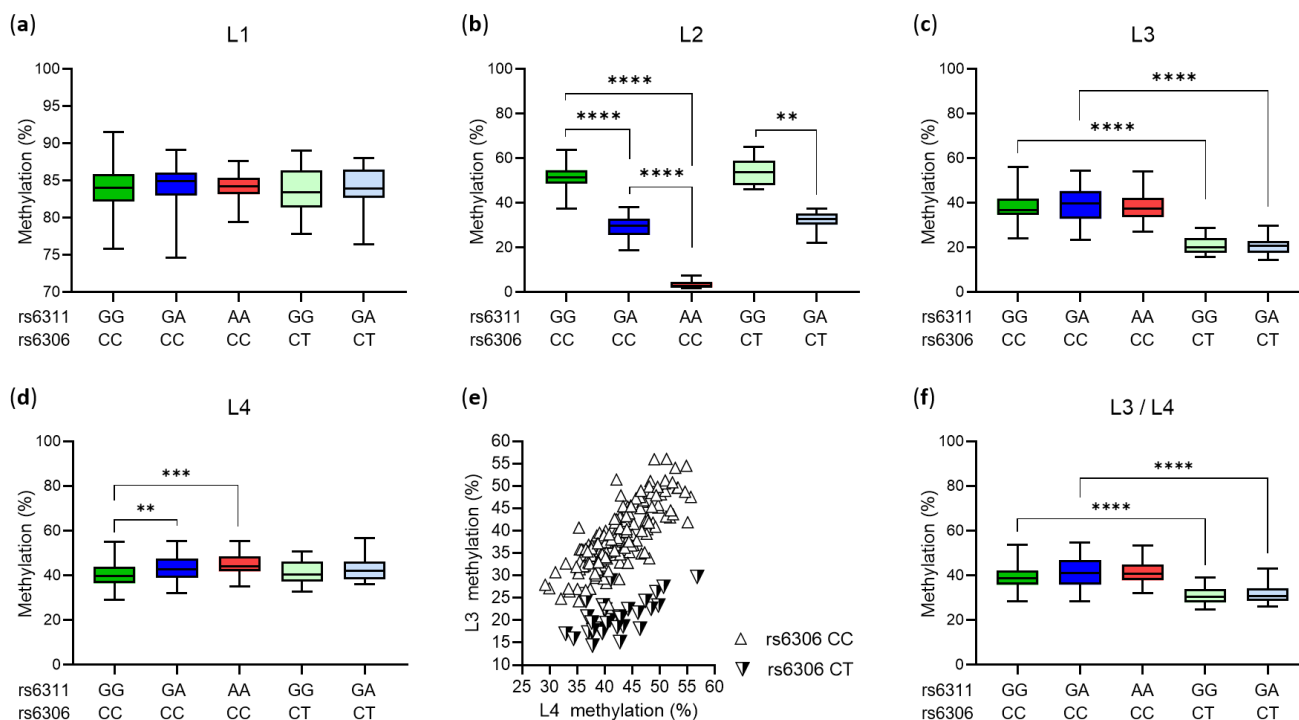 (a)
L1
Methylation (%)
100
95
90
85
80
75
70
rs6311 GG GA AA GG GA
rs6306 CC CC CC CT CT
(b)
L2
Methylation (%)
100
80
60
40
20
0
****
****
****
**
rs6311 GG GA AA GG GA
rs6306 CC CC CC CT CT
(c)
L3
Methylation (%)
100
80
60
40
20
0
****
****
rs6311 GG GA AA GG GA
rs6306 CC CC CC CT CT
(d)
L4
Methylation (%)
100
80
60
40
20
0
***
**
rs6311 GG GA AA GG GA
rs6306 CC CC CC CT CT
(e)
L3 methylation (%)
60
55
50
45
40
35
30
25
20
15
10
rs6306 CC
rs6306 CT
25 30 35 40 45 50 55 60
L4 methylation (%)
(f)
L3 / L4
Methylation (%)
100
80
60
40
20
0
****
****
rs6311 GG GA AA GG GA
rs6306 CC CC CC CT CT